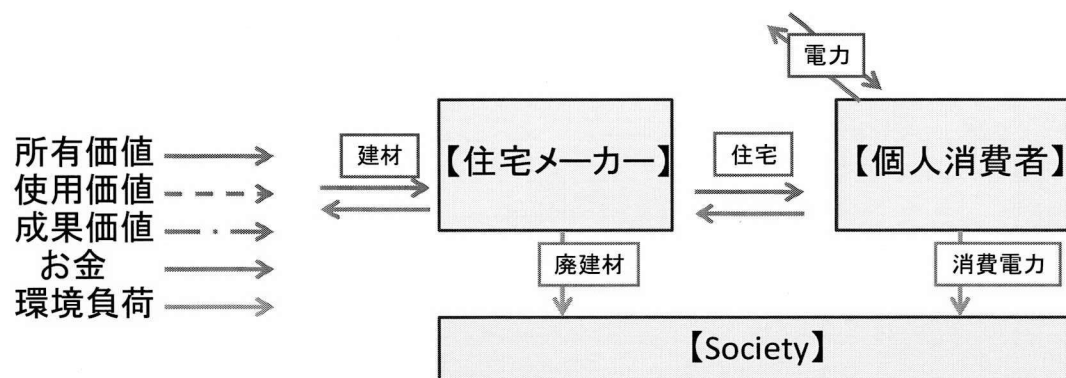 電力
所有価値
使用価値
成果価値
お金
環境負荷
建材
【住宅メーカー】
住宅
【個人消費者】
廃建材
消費電力
【Society】